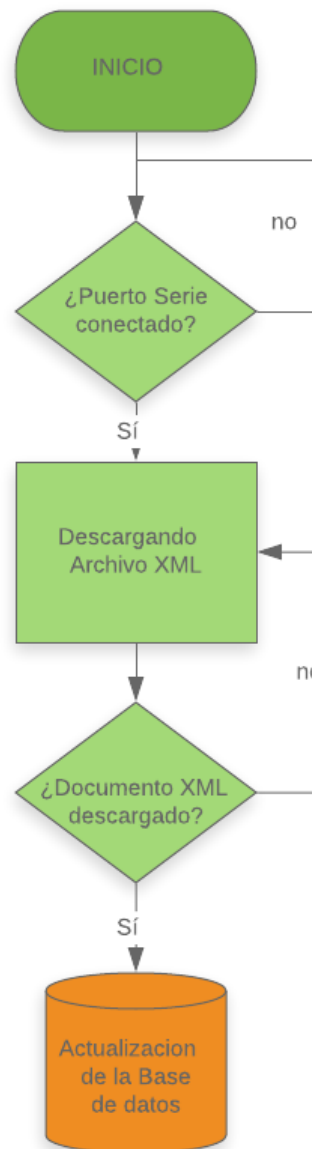 INICIO
no
¿Puerto Serie
conectado?
Sí
Descargando
Archivo XML
no
¿Documento XML
descargado?
Sí
Actualizacion
de la Base
de datos